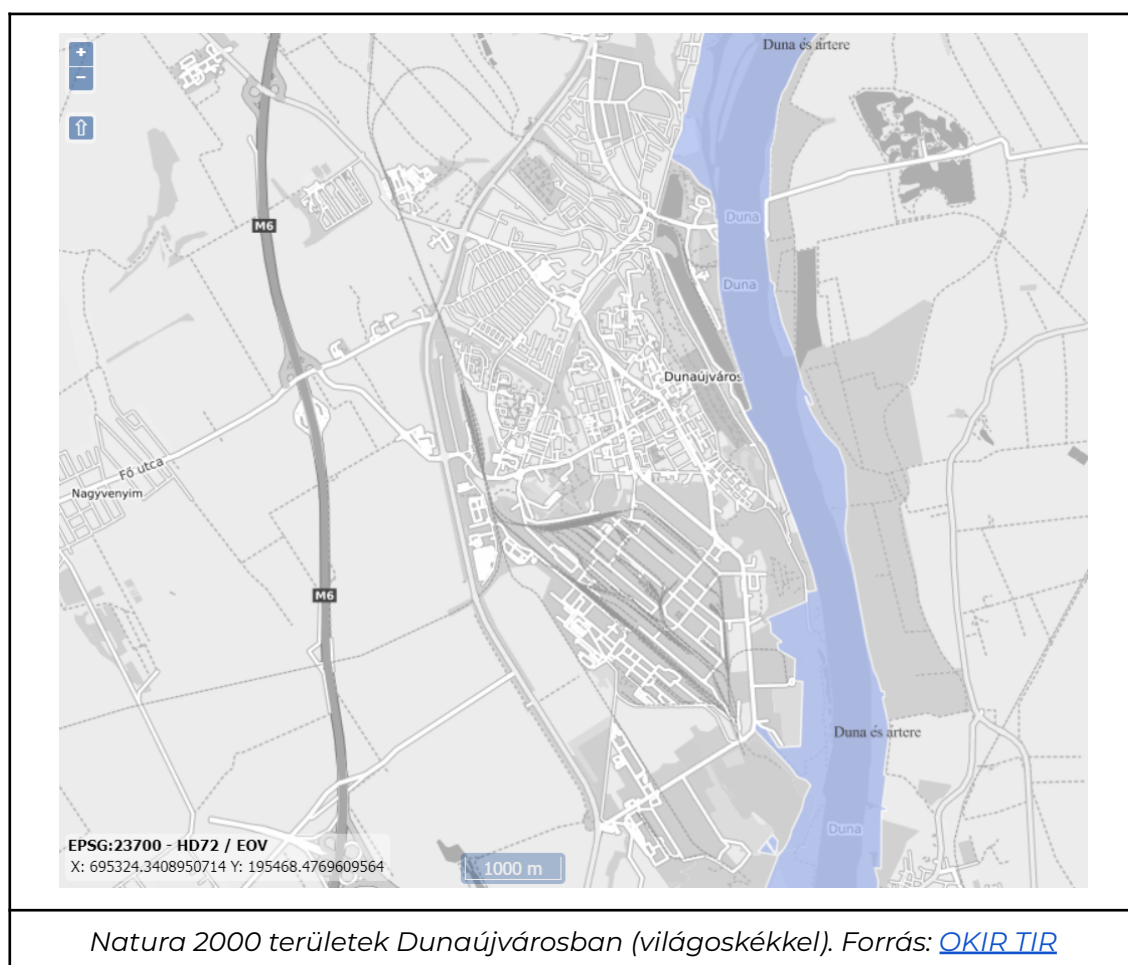 +
−
⇧
Duna és ártere
M6
Duna
Duna
Dunaújváros
Fő utca
Nagyvenyim
M6
Duna és ártere
Duna
EPSG:23700 - HD72 / EOV
X: 695324.3408950714 Y: 195468.4769609564
1000 m
Natura 2000 területek Dunaújvárosban (világoskékkel). Forrás: OKIR TIR